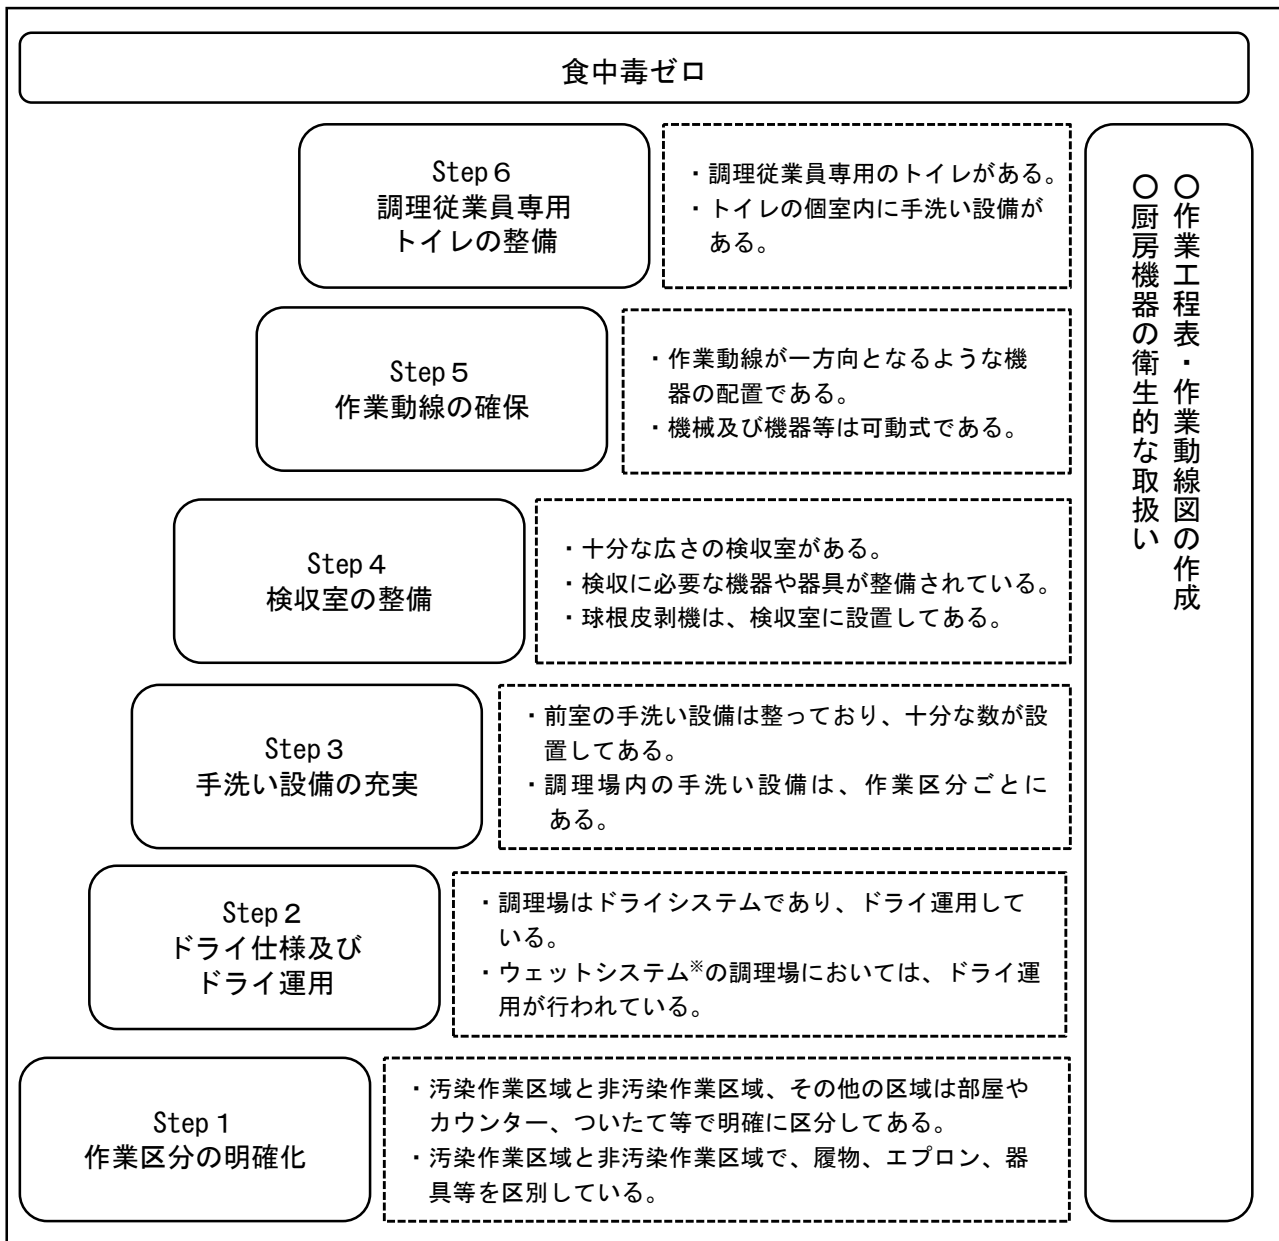 食中毒ゼロ
Step６
調理従業員専用
トイレの整備
・調理従業員専用のトイレがある。
・トイレの個室内に手洗い設備が
ある。
Step５
作業動線の確保
・作業動線が一方向となるような機
器の配置である。
・機械及び機器等は可動式である。
Step４
検収室の整備
・十分な広さの検収室がある。
・検収に必要な機器や器具が整備されている。
・球根皮剥機は、検収室に設置してある。
Step３
手洗い設備の充実
・前室の手洗い設備は整っており、十分な数が設
置してある。
・調理場内の手洗い設備は、作業区分ごとに
ある。
Step２
ドライ仕様及び
ドライ運用
・調理場はドライシステムであり、ドライ運用して
いる。
・ウェットシステム※の調理場においては、ドライ運
用が行われている。
Step１
作業区分の明確化
・汚染作業区域と非汚染作業区域、その他の区域は部屋や
カウンター、ついたて等で明確に区分してある。
・汚染作業区域と非汚染作業区域で、履物、エプロン、器
具等を区別している。
〇作業工程表・作業動線図の作成
〇厨房機器の衛生的な取扱い